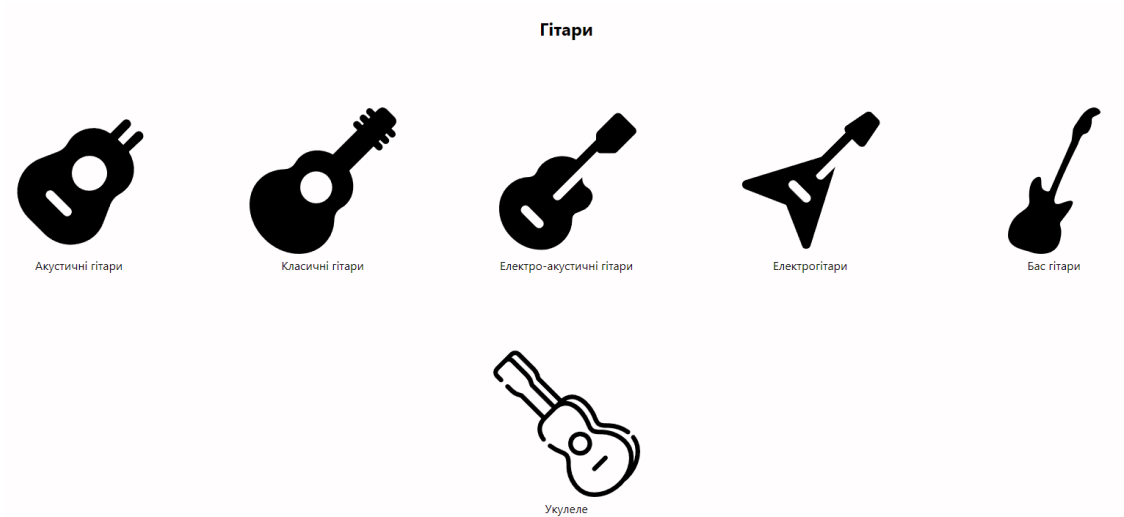 Гітари
Акустичні гітари
Класичні гітари
Електро-акустичні гітари
Електрогітари
Бас гітари
Укулеле